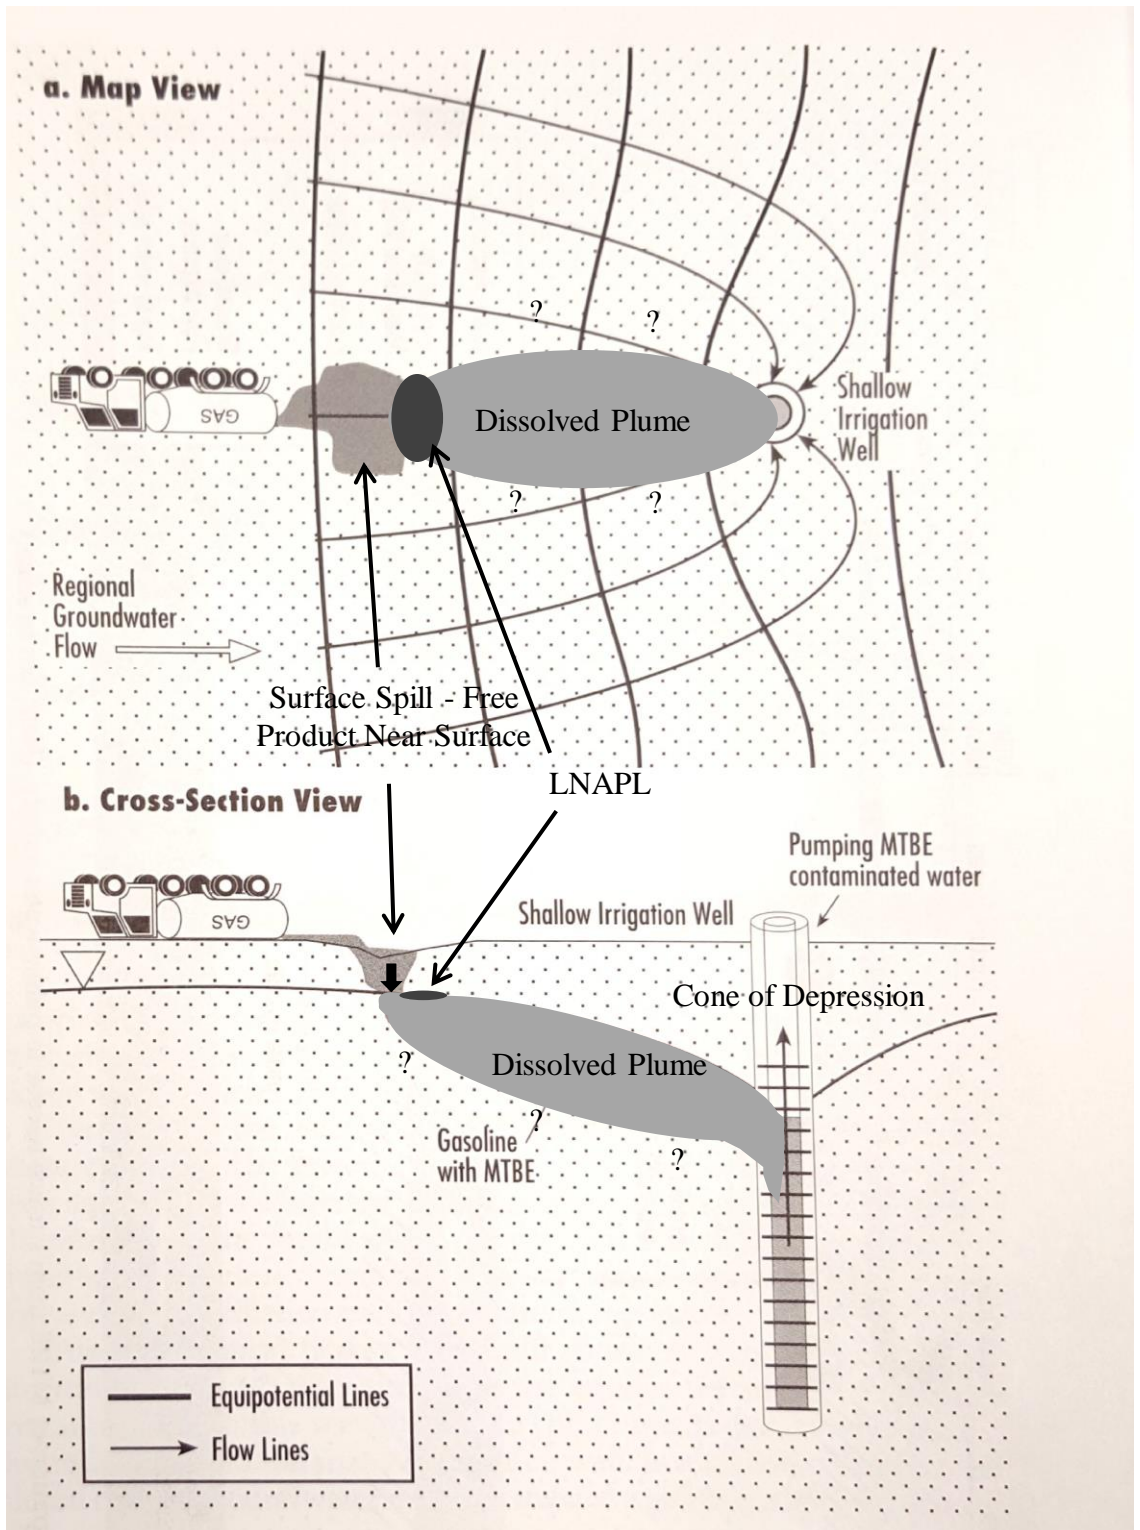 a. Map View
?
?
GAS
Dissolved Plume
Shallow
Irrigation
Well
?
?
Regional
Groundwater
Flow
Surface Spill - Free
Product Near Surface
LNAPL
b. Cross-Section View
Pumping MTBE
contaminated water
GAS
Shallow Irrigation Well
Cone of Depression
?
Dissolved Plume
?
Gasoline
with MTBE
?
Equipotential Lines
Flow Lines